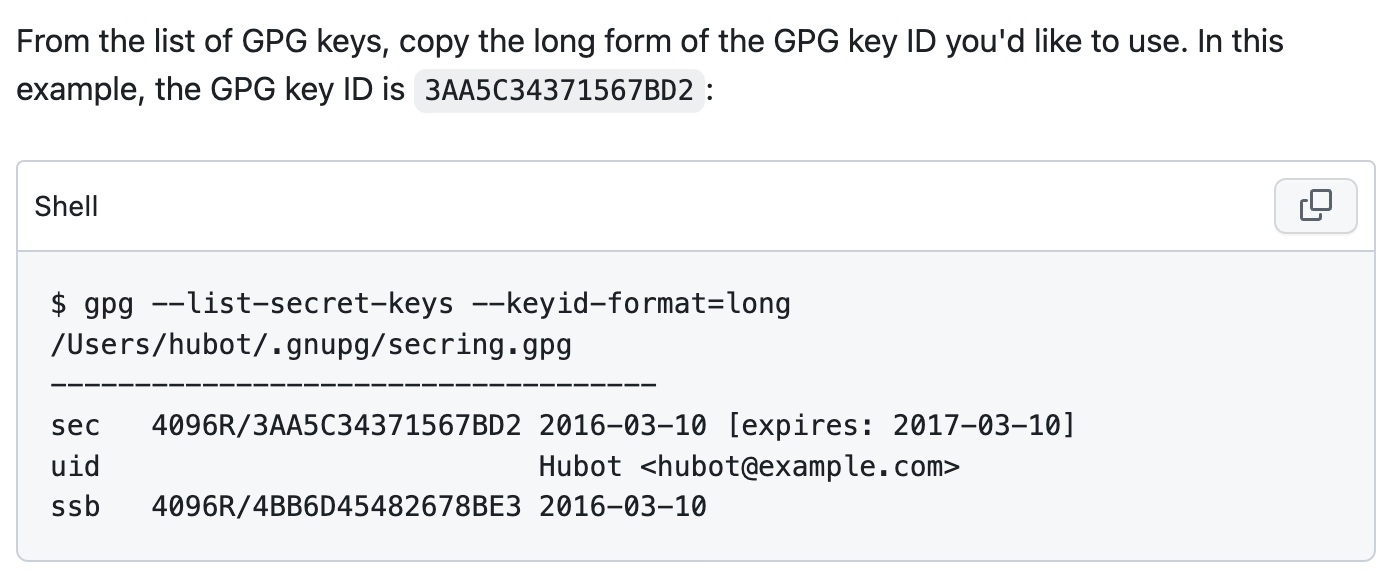 From the list of GPG keys, copy the long form of the GPG key ID you'd like to use. In this
example, the GPG key ID is 3AA5C34371567BD2:
Shell
$ gpg --list-secret-keys --keyid-format=long
/Users/hubot/.gnupg/secring.gpg
------------------------------------
sec   4096R/3AA5C34371567BD2 2016-03-10 [expires: 2017-03-10]
uid                          Hubot <hubot@example.com>
ssb   4096R/4BB6D45482678BE3 2016-03-10